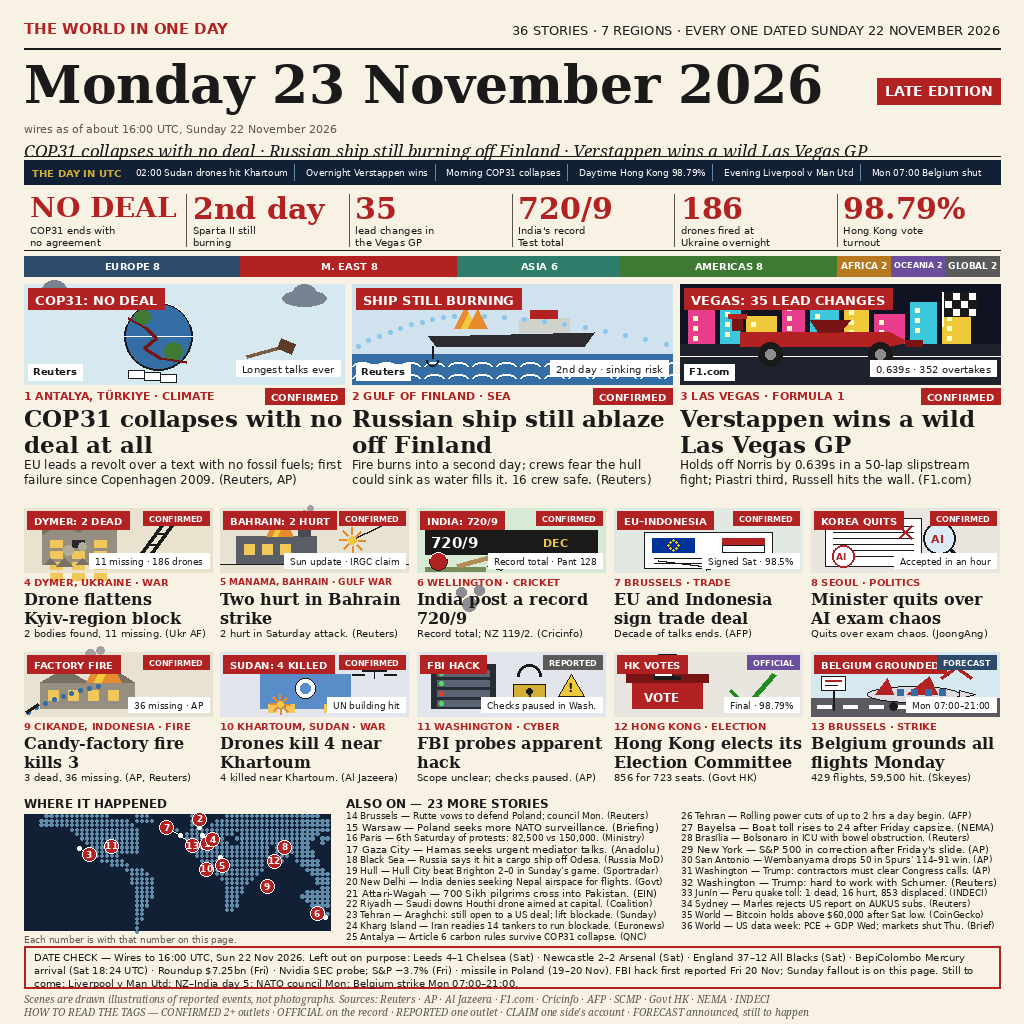 THE WORLD IN ONE DAY
36 STORIES · 7 REGIONS · EVERY ONE DATED SUNDAY 22 NOVEMBER 2026
Monday 23 November 2026
LATE EDITION
wires as of about 16:00 UTC, Sunday 22 November 2026
COP31 collapses with no deal · Russian ship still burning off Finland · Verstappen wins a wild Las Vegas GP
THE DAY IN UTC
02:00 Sudan drones hit Khartoum
Overnight Verstappen wins
Morning COP31 collapses
Daytime Hong Kong 98.79%
Evening Liverpool v Man Utd
Mon 07:00 Belgium shut
NO DEAL
COP31 ends with
no agreement
2nd day
Sparta II still
burning
35
lead changes in
the Vegas GP
720/9
India's record
Test total
186
drones fired at
Ukraine overnight
98.79%
Hong Kong vote
turnout
EUROPE 8
M. EAST 8
ASIA 6
AMERICAS 8
AFRICA 2
OCEANIA 2
GLOBAL 2
COP31: NO DEAL
Reuters
Longest talks ever
1 ANTALYA, TÜRKIYE · CLIMATE
CONFIRMED
COP31 collapses with no
deal at all
EU leads a revolt over a text with no fossil fuels; first
failure since Copenhagen 2009. (Reuters, AP)
SHIP STILL BURNING
Reuters
2nd day · sinking risk
2 GULF OF FINLAND · SEA
CONFIRMED
Russian ship still ablaze
off Finland
Fire burns into a second day; crews fear the hull
could sink as water fills it. 16 crew safe. (Reuters)
VEGAS: 35 LEAD CHANGES
F1.com
0.639s · 352 overtakes
3 LAS VEGAS · FORMULA 1
CONFIRMED
Verstappen wins a wild
Las Vegas GP
Holds off Norris by 0.639s in a 50-lap slipstream
fight; Piastri third, Russell hits the wall. (F1.com)
DYMER: 2 DEAD
CONFIRMED
11 missing · 186 drones
4 DYMER, UKRAINE · WAR
Drone flattens
Kyiv-region block
2 bodies found, 11 missing. (Ukr AF)
BAHRAIN: 2 HURT
CONFIRMED
Sun update · IRGC claim
5 MANAMA, BAHRAIN · GULF WAR
Two hurt in Bahrain
strike
2 hurt in Saturday attack. (Reuters)
INDIA: 720/9
CONFIRMED
720/9
DEC
Record total · Pant 128
6 WELLINGTON · CRICKET
India post a record
720/9
Record total; NZ 119/2. (Cricinfo)
EU–INDONESIA
CONFIRMED
Signed Sat · 98.5%
7 BRUSSELS · TRADE
EU and Indonesia
sign trade deal
Decade of talks ends. (AFP)
KOREA QUITS
CONFIRMED
AI
AI
Accepted in an hour
8 SEOUL · POLITICS
Minister quits over
AI exam chaos
Quits over exam chaos. (JoongAng)
FACTORY FIRE
CONFIRMED
36 missing · AP
9 CIKANDE, INDONESIA · FIRE
Candy-factory fire
kills 3
3 dead, 36 missing. (AP, Reuters)
SUDAN: 4 KILLED
CONFIRMED
UN building hit
10 KHARTOUM, SUDAN · WAR
Drones kill 4 near
Khartoum
4 killed near Khartoum. (Al Jazeera)
FBI HACK
REPORTED
Checks paused in Wash.
11 WASHINGTON · CYBER
FBI probes apparent
hack
Scope unclear; checks paused. (AP)
HK VOTES
OFFICIAL
VOTE
Final · 98.79%
12 HONG KONG · ELECTION
Hong Kong elects its
Election Committee
856 for 723 seats. (Govt HK)
BELGIUM GROUNDED
FORECAST
Mon 07:00–21:00
13 BRUSSELS · STRIKE
Belgium grounds all
flights Monday
429 flights, 59,500 hit. (Skeyes)
WHERE IT HAPPENED
2
7
13
4
11
3
8
12
10
5
9
6
Each number is with that number on this page.
ALSO ON — 23 MORE STORIES
14 Brussels — Rutte vows to defend Poland; council Mon. (Reuters)
15 Warsaw — Poland seeks more NATO surveillance. (Briefing)
16 Paris — 6th Saturday of protests: 82,500 vs 150,000. (Ministry)
17 Gaza City — Hamas seeks urgent mediator talks. (Anadolu)
18 Black Sea — Russia says it hit a cargo ship off Odesa. (Russia MoD)
19 Hull — Hull City beat Brighton 2–0 in Sunday's game. (Sportradar)
20 New Delhi — India denies seeking Nepal airspace for flights. (Govt)
21 Attari-Wagah — 700 Sikh pilgrims cross into Pakistan. (EIN)
22 Riyadh — Saudi downs Houthi drone aimed at capital. (Coalition)
23 Tehran — Araghchi: still open to a US deal; lift blockade. (Sunday)
24 Kharg Island — Iran readies 14 tankers to run blockade. (Euronews)
25 Antalya — Article 6 carbon rules survive COP31 collapse. (QNC)
26 Tehran — Rolling power cuts of up to 2 hrs a day begin. (AFP)
27 Bayelsa — Boat toll rises to 24 after Friday capsize. (NEMA)
28 Brasília — Bolsonaro in ICU with bowel obstruction. (Reuters)
29 New York — S&P 500 in correction after Friday's slide. (AP)
30 San Antonio — Wembanyama drops 50 in Spurs' 114–91 win. (AP)
31 Washington — Trump: contractors must clear Congress calls. (AP)
32 Washington — Trump: hard to work with Schumer. (Reuters)
33 Junín — Peru quake toll: 1 dead, 16 hurt, 853 displaced. (INDECI)
34 Sydney — Marles rejects US report on AUKUS subs. (Reuters)
35 World — Bitcoin holds above $60,000 after Sat low. (CoinGecko)
36 World — US data week: PCE + GDP Wed; markets shut Thu. (Brief)
DATE CHECK — Wires to 16:00 UTC, Sun 22 Nov 2026. Left out on purpose: Leeds 4–1 Chelsea (Sat) · Newcastle 2–2 Arsenal (Sat) · England 37–12 All Blacks (Sat) · BepiColombo Mercury
arrival (Sat 18:24 UTC) · Roundup $7.25bn (Fri) · Nvidia SEC probe; S&P −3.7% (Fri) · missile in Poland (19–20 Nov). FBI hack first reported Fri 20 Nov; Sunday fallout is on this page. Still to
come: Liverpool v Man Utd; NZ–India day 5; NATO council Mon; Belgium strike Mon 07:00–21:00.
Scenes are drawn illustrations of reported events, not photographs. Sources: Reuters · AP · Al Jazeera · F1.com · Cricinfo · AFP · SCMP · Govt HK · NEMA · INDECI
HOW TO READ THE TAGS — CONFIRMED 2+ outlets · OFFICIAL on the record · REPORTED one outlet · CLAIM one side's account · FORECAST announced, still to happen